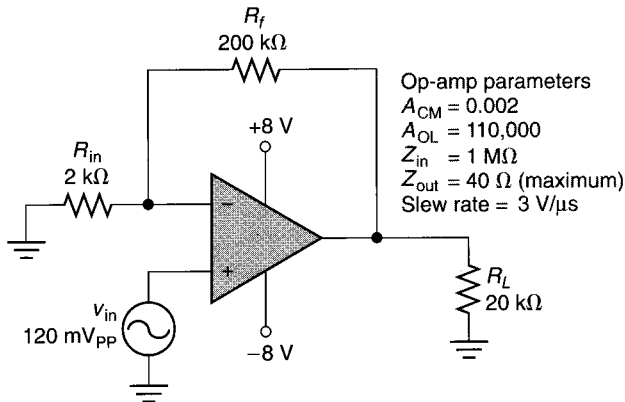 R_f
200 kΩ
Op-amp parameters
A_CM = 0.002
A_OL = 110,000
Z_in = 1 MΩ
Z_out = 40 Ω (maximum)
Slew rate = 3 V/μs
+8 V
R_in
2 kΩ
−
+
R_L
20 kΩ
v_in
120 mV_PP
−8 V